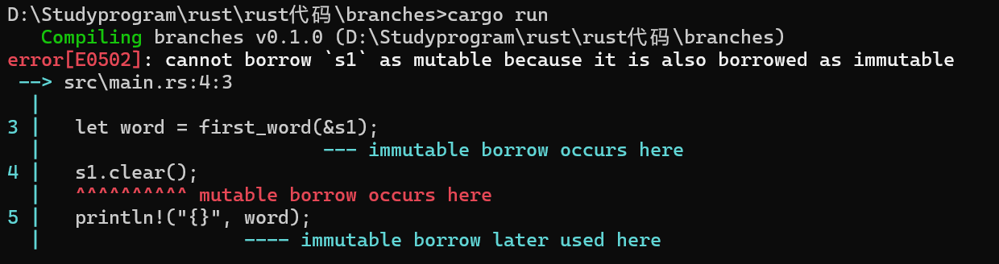 D:\Studyprogram\rust\rust代码\branches>cargo run
   Compiling branches v0.1.0 (D:\Studyprogram\rust\rust代码\branches)
error[E0502]: cannot borrow `s1` as mutable because it is also borrowed as immutable
 --> src\main.rs:4:3
  |
3 |   let word = first_word(&s1);
  |                         --- immutable borrow occurs here
4 |   s1.clear();
  |   ^^^^^^^^^^ mutable borrow occurs here
5 |   println!("{}", word);
  |                  ---- immutable borrow later used here